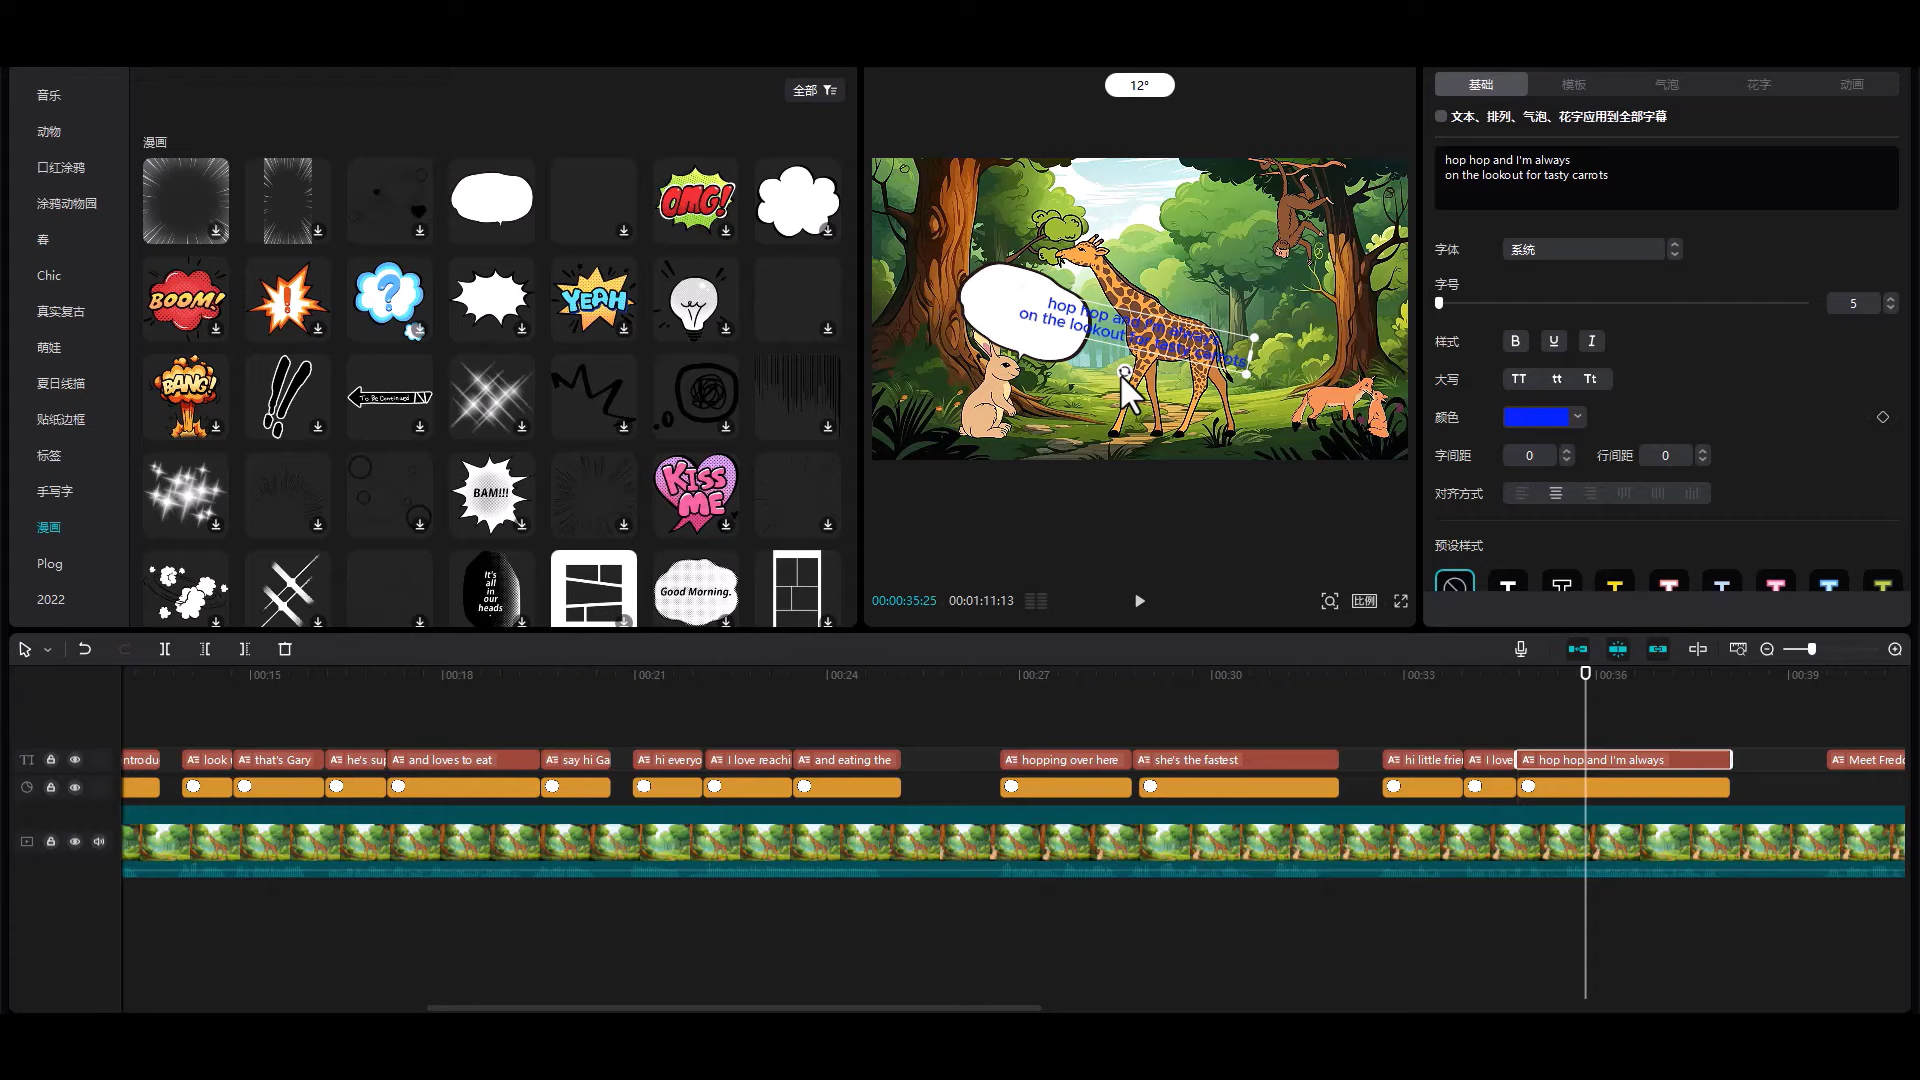 音乐
动物
口红涂鸦
涂鸦动物园
春
Chic
真实复古
萌娃
夏日线描
贴纸边框
标签
手写字
漫画
Plog
2022
全部
漫画
OMG!
BOOM!
!
?
YEAH
BANG!
To Be Continued
BAM!!!
KISS ME
It's
all
in
our
heads
Good Morning.
12°
hop hop and I'm always
on the lookout for tasty carrots
00:00:35:25 00:01:11:13
比例
基础 模板 气泡 花字 动画
文本、排列、气泡、花字应用到全部字幕
hop hop and I'm always
on the lookout for tasty carrots
字体 系统
字号
5
样式 B U I
大写 TT tt Tt
颜色
字间距 0 行间距 0
对齐方式
预设样式
T T T T T T T T
00:15 00:18 00:21 00:24 00:27 00:30 00:33 00:36 00:39
TI ntrodu look that's Gary he's sup and loves to eat say hi Ga hi everyo I love reachi and eating the hopping over here she's the fastest hi little frie I love hop hop and I'm always Meet Fredd